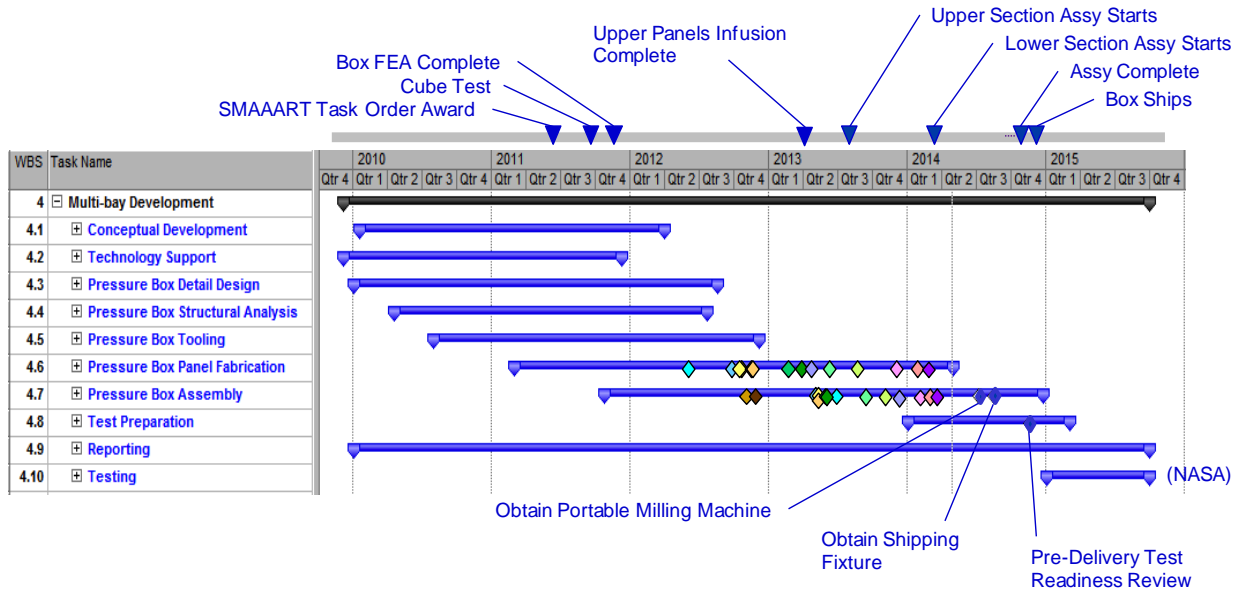 Upper Section Assy Starts
Upper Panels Infusion
Complete
Lower Section Assy Starts
Box FEA Complete
Assy Complete
Cube Test
Box Ships
SMAAART Task Order Award
WBS Task Name 2010 2011 2012 2013 2014 2015
Qtr 4 Qtr 1 Qtr 2 Qtr 3 Qtr 4 Qtr 1 Qtr 2 Qtr 3 Qtr 4 Qtr 1 Qtr 2 Qtr 3 Qtr 4 Qtr 1 Qtr 2 Qtr 3 Qtr 4 Qtr 1 Qtr 2 Qtr 3 Qtr 4 Qtr 1 Qtr 2 Qtr 3 Qtr 4
4 Multi-bay Development
4.1 Conceptual Development
4.2 Technology Support
4.3 Pressure Box Detail Design
4.4 Pressure Box Structural Analysis
4.5 Pressure Box Tooling
4.6 Pressure Box Panel Fabrication
4.7 Pressure Box Assembly
4.8 Test Preparation
4.9 Reporting
4.10 Testing (NASA)
Obtain Portable Milling Machine
Obtain Shipping
Fixture
Pre-Delivery Test
Readiness Review